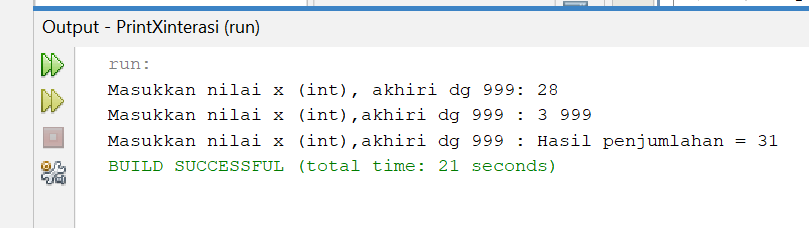 Output - PrintXinterasi (run)
run:
Masukkan nilai x (int), akhiri dg 999: 28
Masukkan nilai x (int),akhiri dg 999 : 3 999
Masukkan nilai x (int),akhiri dg 999 : Hasil penjumlahan = 31
BUILD SUCCESSFUL (total time: 21 seconds)